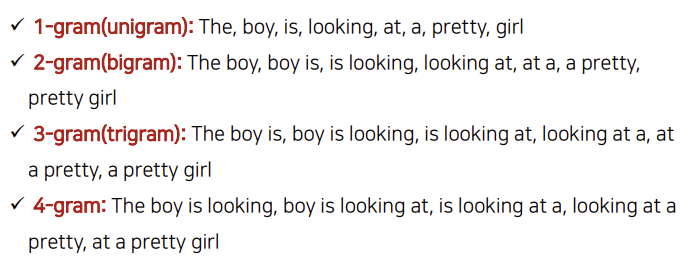 ✓ 1-gram(unigram): The, boy, is, looking, at, a, pretty, girl
✓ 2-gram(bigram): The boy, boy is, is looking, looking at, at a, a pretty,
pretty girl
✓ 3-gram(trigram): The boy is, boy is looking, is looking at, looking at a, at
a pretty, a pretty girl
✓ 4-gram: The boy is looking, boy is looking at, is looking at a, looking at a
pretty, at a pretty girl